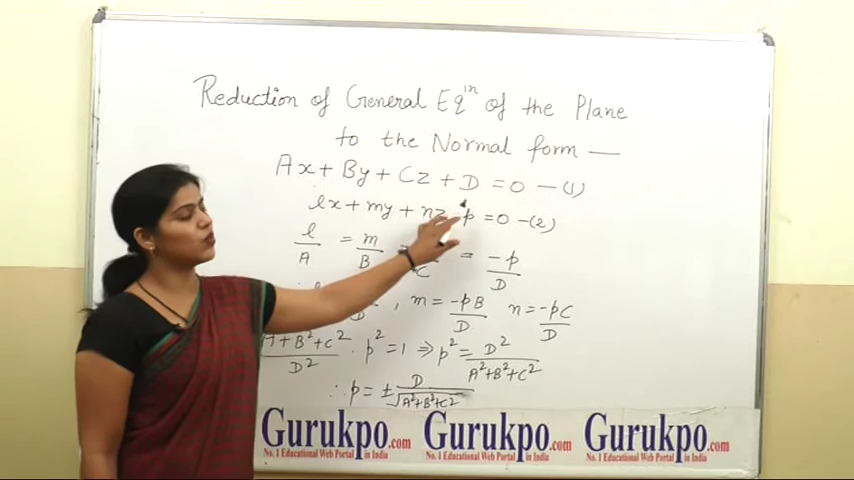 Reduction of General Eqⁱⁿ of the Plane
to the Normal form —
Ax + By + Cz + D = 0 — (1)
lx + my + nz p = 0 — (2)
l/A = m/B = /C = -p/D
D , m = -pB/D n = -pC/D
+ B² + C²/D² . p² = 1 ⇒ p² = D²/A²+B²+C²
∴ p = ± D/√A²+B²+C²
Gurukpo.com Gurukpo.com Gurukpo.com
No. 1 Educational Web Portal in India No. 1 Educational Web Portal in India No. 1 Educational Web Portal in India